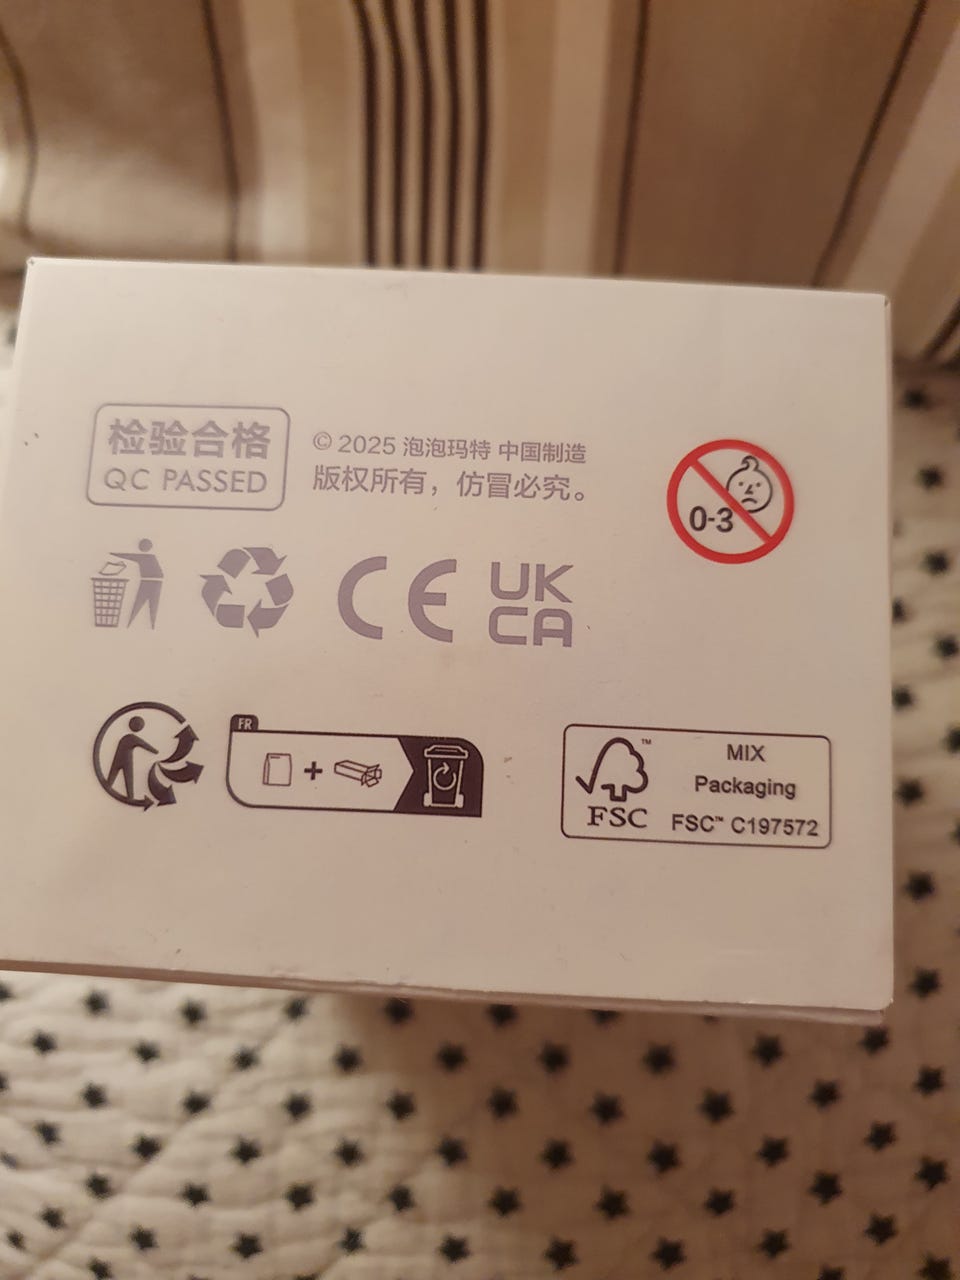 检验合格
QC PASSED
© 2025 泡泡玛特 中国制造
版权所有，仿冒必究。
0-3
CE
UK
CA
FR
+
FSC™
MIX
Packaging
FSC™ C197572